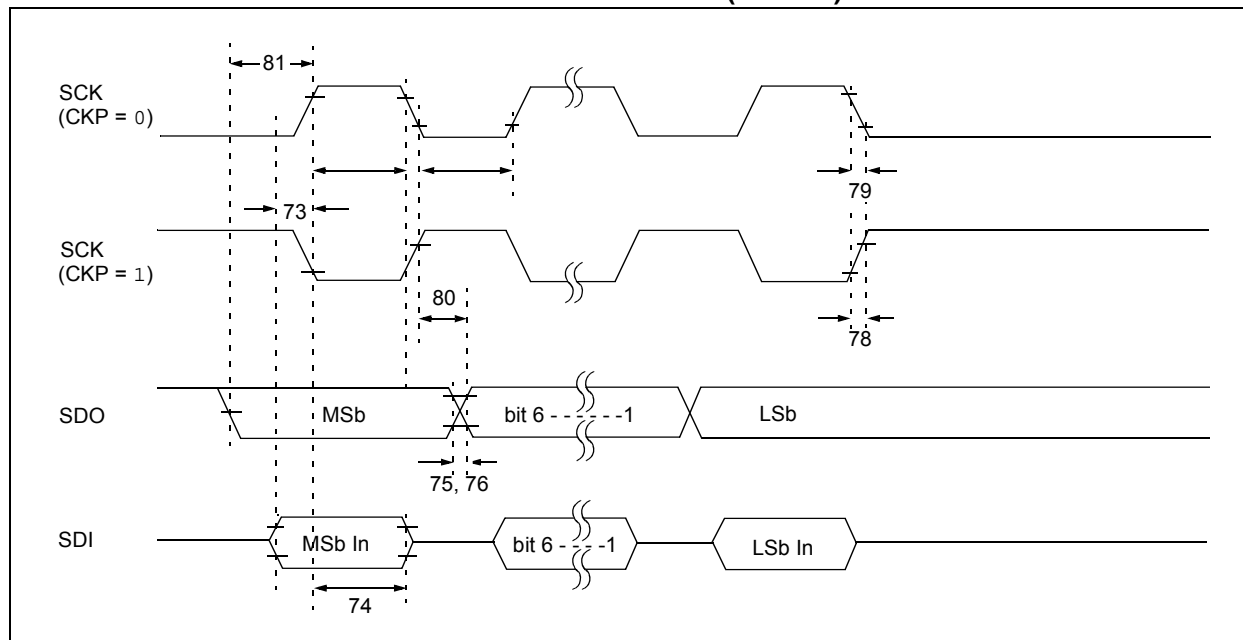 81
SCK
(CKP = 0)
79
73
SCK
(CKP = 1)
80
78
SDO
MSb
bit 6 - - - - - -1
LSb
75, 76
SDI
MSb In
bit 6 - - - - -1
LSb In
74